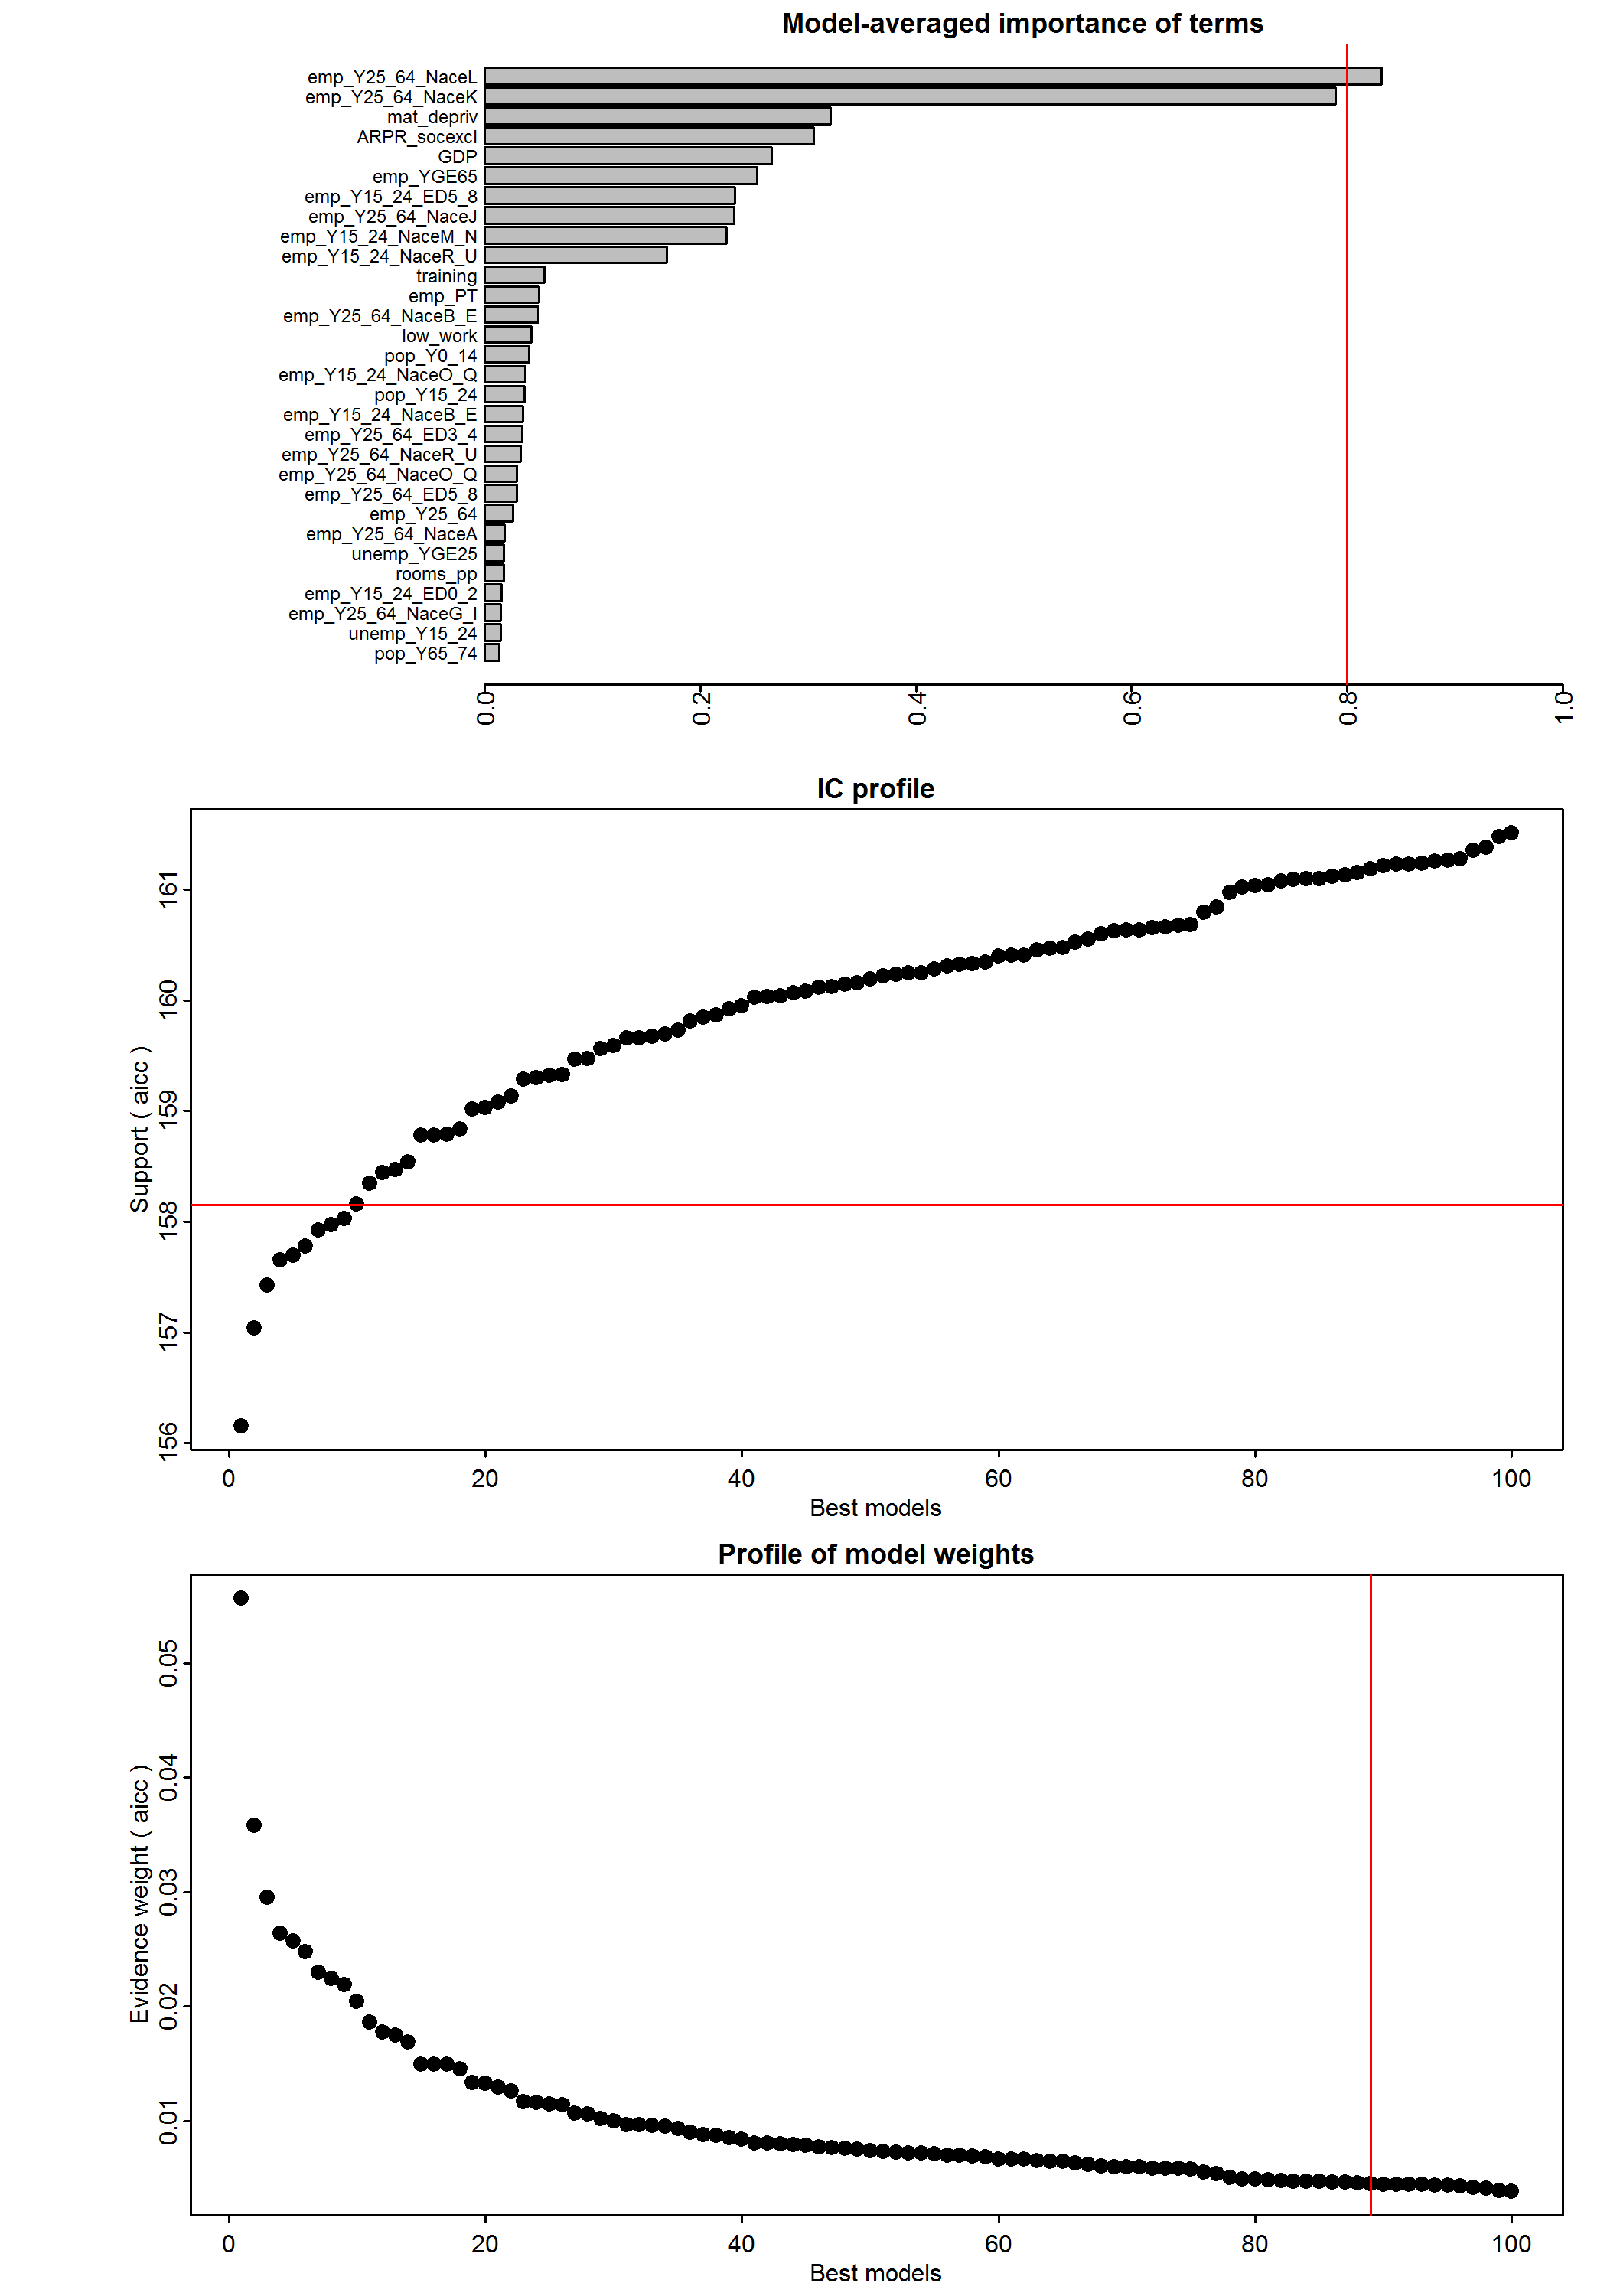 Model-averaged importance of terms
emp_Y25_64_NaceL
emp_Y25_64_NaceK
mat_depriv
ARPR_socexcl
GDP
emp_YGE65
emp_Y15_24_ED5_8
emp_Y25_64_NaceJ
emp_Y15_24_NaceM_N
emp_Y15_24_NaceR_U
training
emp_PT
emp_Y25_64_NaceB_E
low_work
pop_Y0_14
emp_Y15_24_NaceO_Q
pop_Y15_24
emp_Y15_24_NaceB_E
emp_Y25_64_ED3_4
emp_Y25_64_NaceR_U
emp_Y25_64_NaceO_Q
emp_Y25_64_ED5_8
emp_Y25_64
emp_Y25_64_NaceA
unemp_YGE25
rooms_pp
emp_Y15_24_ED0_2
emp_Y25_64_NaceG_I
unemp_Y15_24
pop_Y65_74
0.0 0.2 0.4 0.6 0.8 1.0
IC profile
Support ( aicc )
161
160
159
158
157
156
0 20 40 60 80 100
Best models
Profile of model weights
Evidence weight ( aicc )
0.05
0.04
0.03
0.02
0.01
0 20 40 60 80 100
Best models